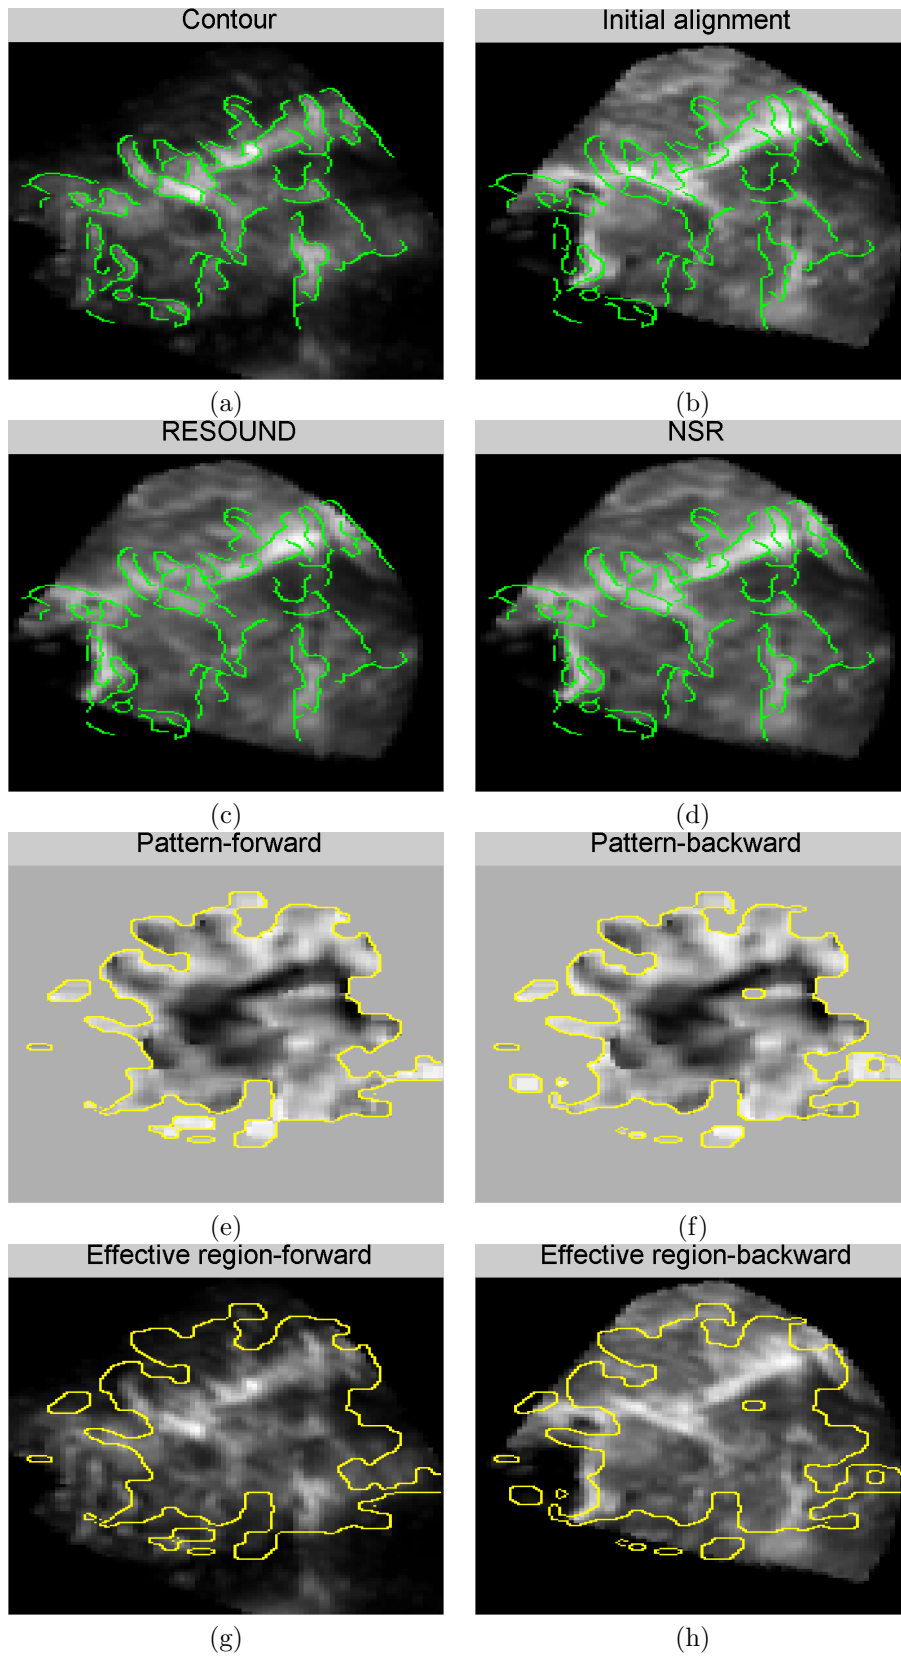 Contour
Initial alignment
(a)
(b)
RESOUND
NSR
(c)
(d)
Pattern-forward
Pattern-backward
(e)
(f)
Effective region-forward
Effective region-backward
(g)
(h)